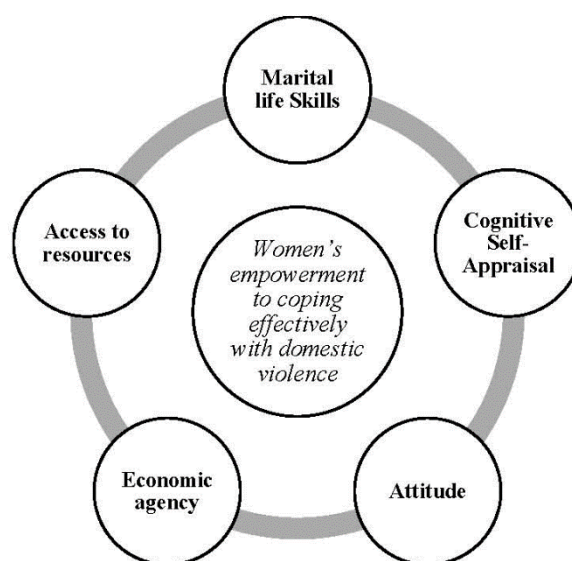 Marital
life Skills
Cognitive
Self-
Appraisal
Attitude
Economic
agency
Access to
resources
Women's
empowerment
to coping
effectively
with domestic
violence